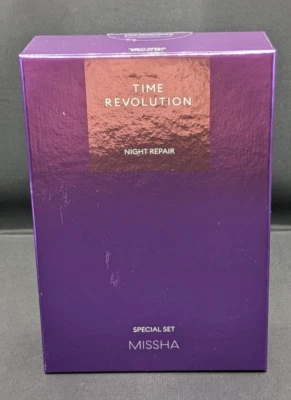 TIME
REVOLUTION
NIGHT REPAIR
SPECIAL SET
MISSHA